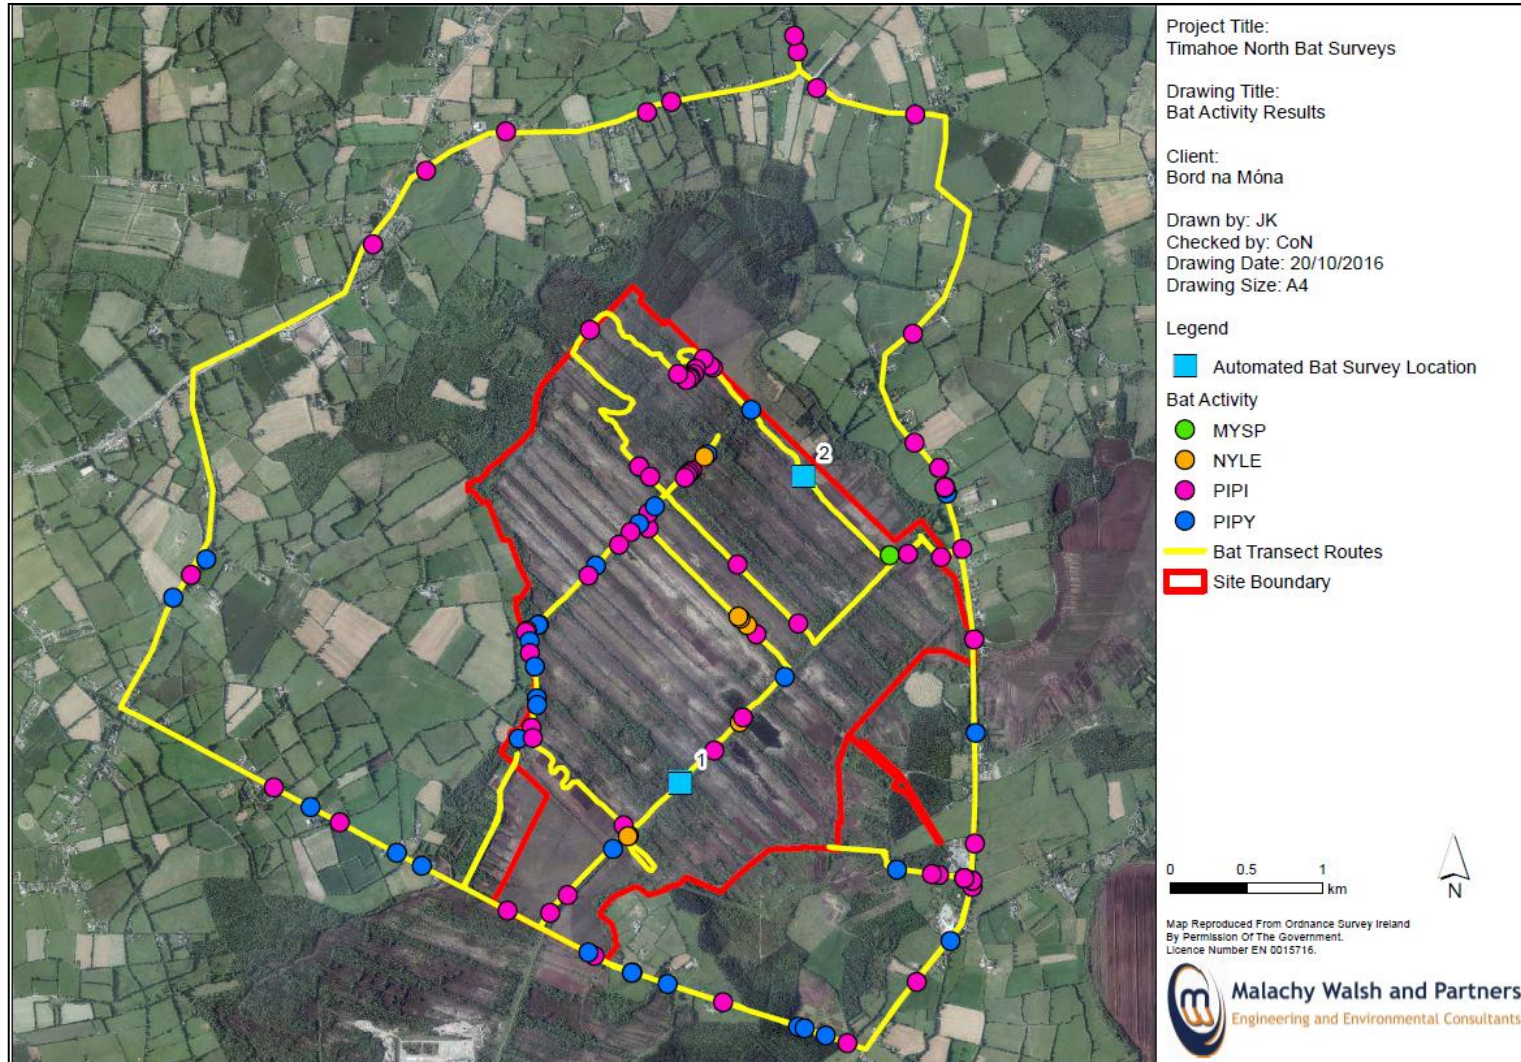 Project Title:
Timahoe North Bat Surveys
Drawing Title:
Bat Activity Results
Client:
Bord na Móna
Drawn by: JK
Checked by: CoN
Drawing Date: 20/10/2016
Drawing Size: A4
Legend
Automated Bat Survey Location
Bat Activity
MYSP
NYLE
PIPI
PIPY
Bat Transect Routes
Site Boundary
2
1
0 0.5 1
km
N
Map Reproduced From Ordnance Survey Ireland
By Permission Of The Government.
Licence Number EN 0015716.
Malachy Walsh and Partners
Engineering and Environmental Consultants